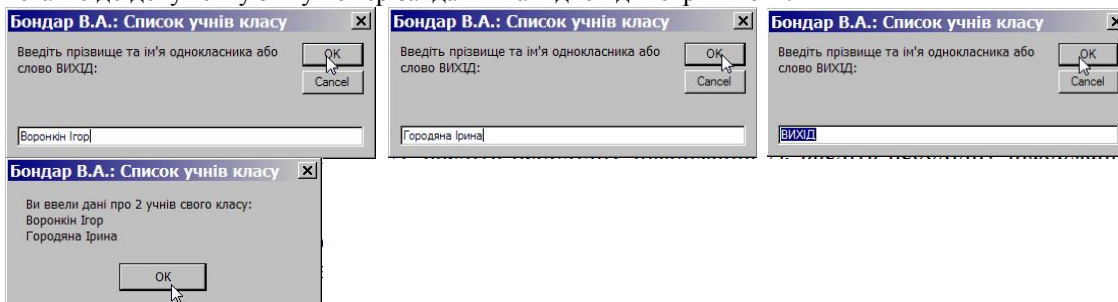 Бондар В.А.: Список учнів класу
Введіть прізвище та ім'я однокласника або
слово ВИХІД:
OK
Cancel
Воронкін Ігор
Бондар В.А.: Список учнів класу
Введіть прізвище та ім'я однокласника або
слово ВИХІД:
OK
Cancel
Городяна Ірина
Бондар В.А.: Список учнів класу
Введіть прізвище та ім'я однокласника або
слово ВИХІД:
OK
Cancel
ВИХІД
Бондар В.А.: Список учнів класу
Ви ввели дані про 2 учнів свого класу:
Воронкін Ігор
Городяна Ірина
OK